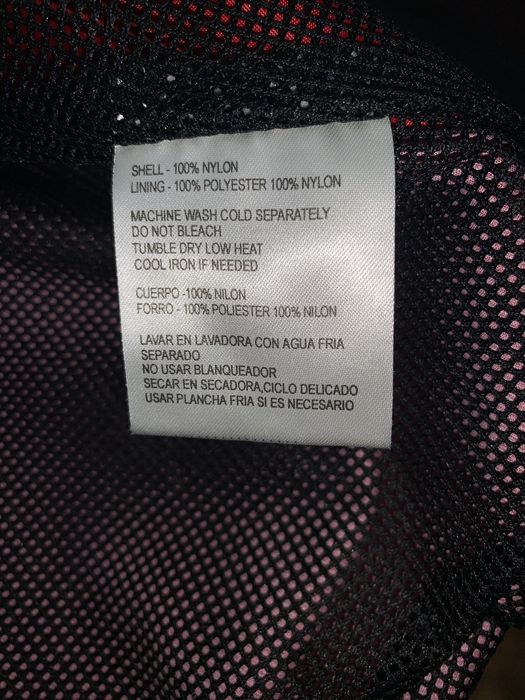 SHELL - 100% NYLON
LINING - 100% POLYESTER 100% NYLON
MACHINE WASH COLD SEPARATELY
DO NOT BLEACH
TUMBLE DRY LOW HEAT
COOL IRON IF NEEDED
CUERPO -100% NILON
FORRO - 100% POLIESTER 100% NILON
LAVAR EN LAVADORA CON AGUA FRIA
SEPARADO
NO USAR BLANQUEADOR
SECAR EN SECADORA,CICLO DELICADO
USAR PLANCHA FRIA SI ES NECESARIO